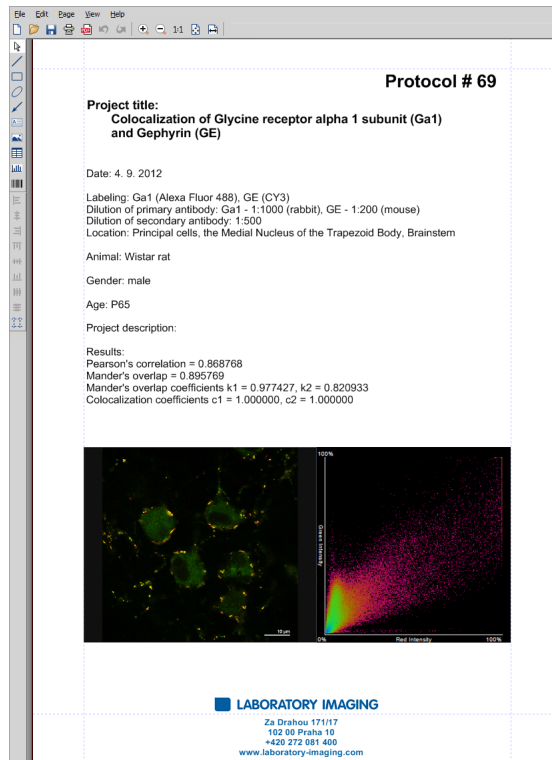 File Edit Page View Help
1:1
Protocol # 69
Project title:
Colocalization of Glycine receptor alpha 1 subunit (Ga1)
and Gephyrin (GE)
Date: 4. 9. 2012
Labeling: Ga1 (Alexa Fluor 488), GE (CY3)
Dilution of primary antibody: Ga1 - 1:1000 (rabbit), GE - 1:200 (mouse)
Dilution of secondary antibody: 1:500
Location: Principal cells, the Medial Nucleus of the Trapezoid Body, Brainstem
Animal: Wistar rat
Gender: male
Age: P65
Project description:
Results:
Pearson's correlation = 0.868768
Mander's overlap = 0.895769
Mander's overlap coefficients k1 = 0.977427, k2 = 0.820933
Colocalization coefficients c1 = 1.000000, c2 = 1.000000
10 µm
100%
Green Intensity
0%
Red Intensity
100%
LABORATORY IMAGING
Za Drahou 171/17
102 00 Praha 10
+420 272 081 400
www.laboratory-imaging.com